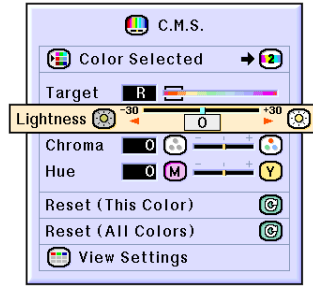 C.M.S.
Color Selected 2
Target R
Lightness -30 0 +30
Chroma 0 - +
Hue 0 M - + Y
Reset (This Color)
Reset (All Colors)
View Settings